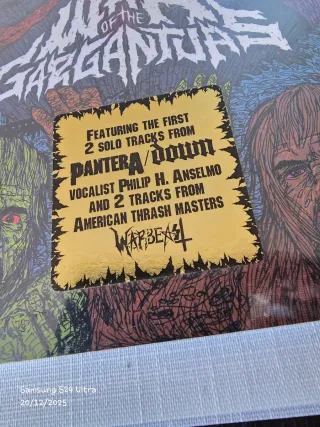 OF THE
GARGANTUAS
FEATURING THE FIRST
2 SOLO TRACKS FROM
PANTERA/down
VOCALIST PHILIP H. ANSELMO
AND 2 TRACKS FROM
AMERICAN THRASH MASTERS
WARBEAST
Samsung S24 Ultra
20/12/2025